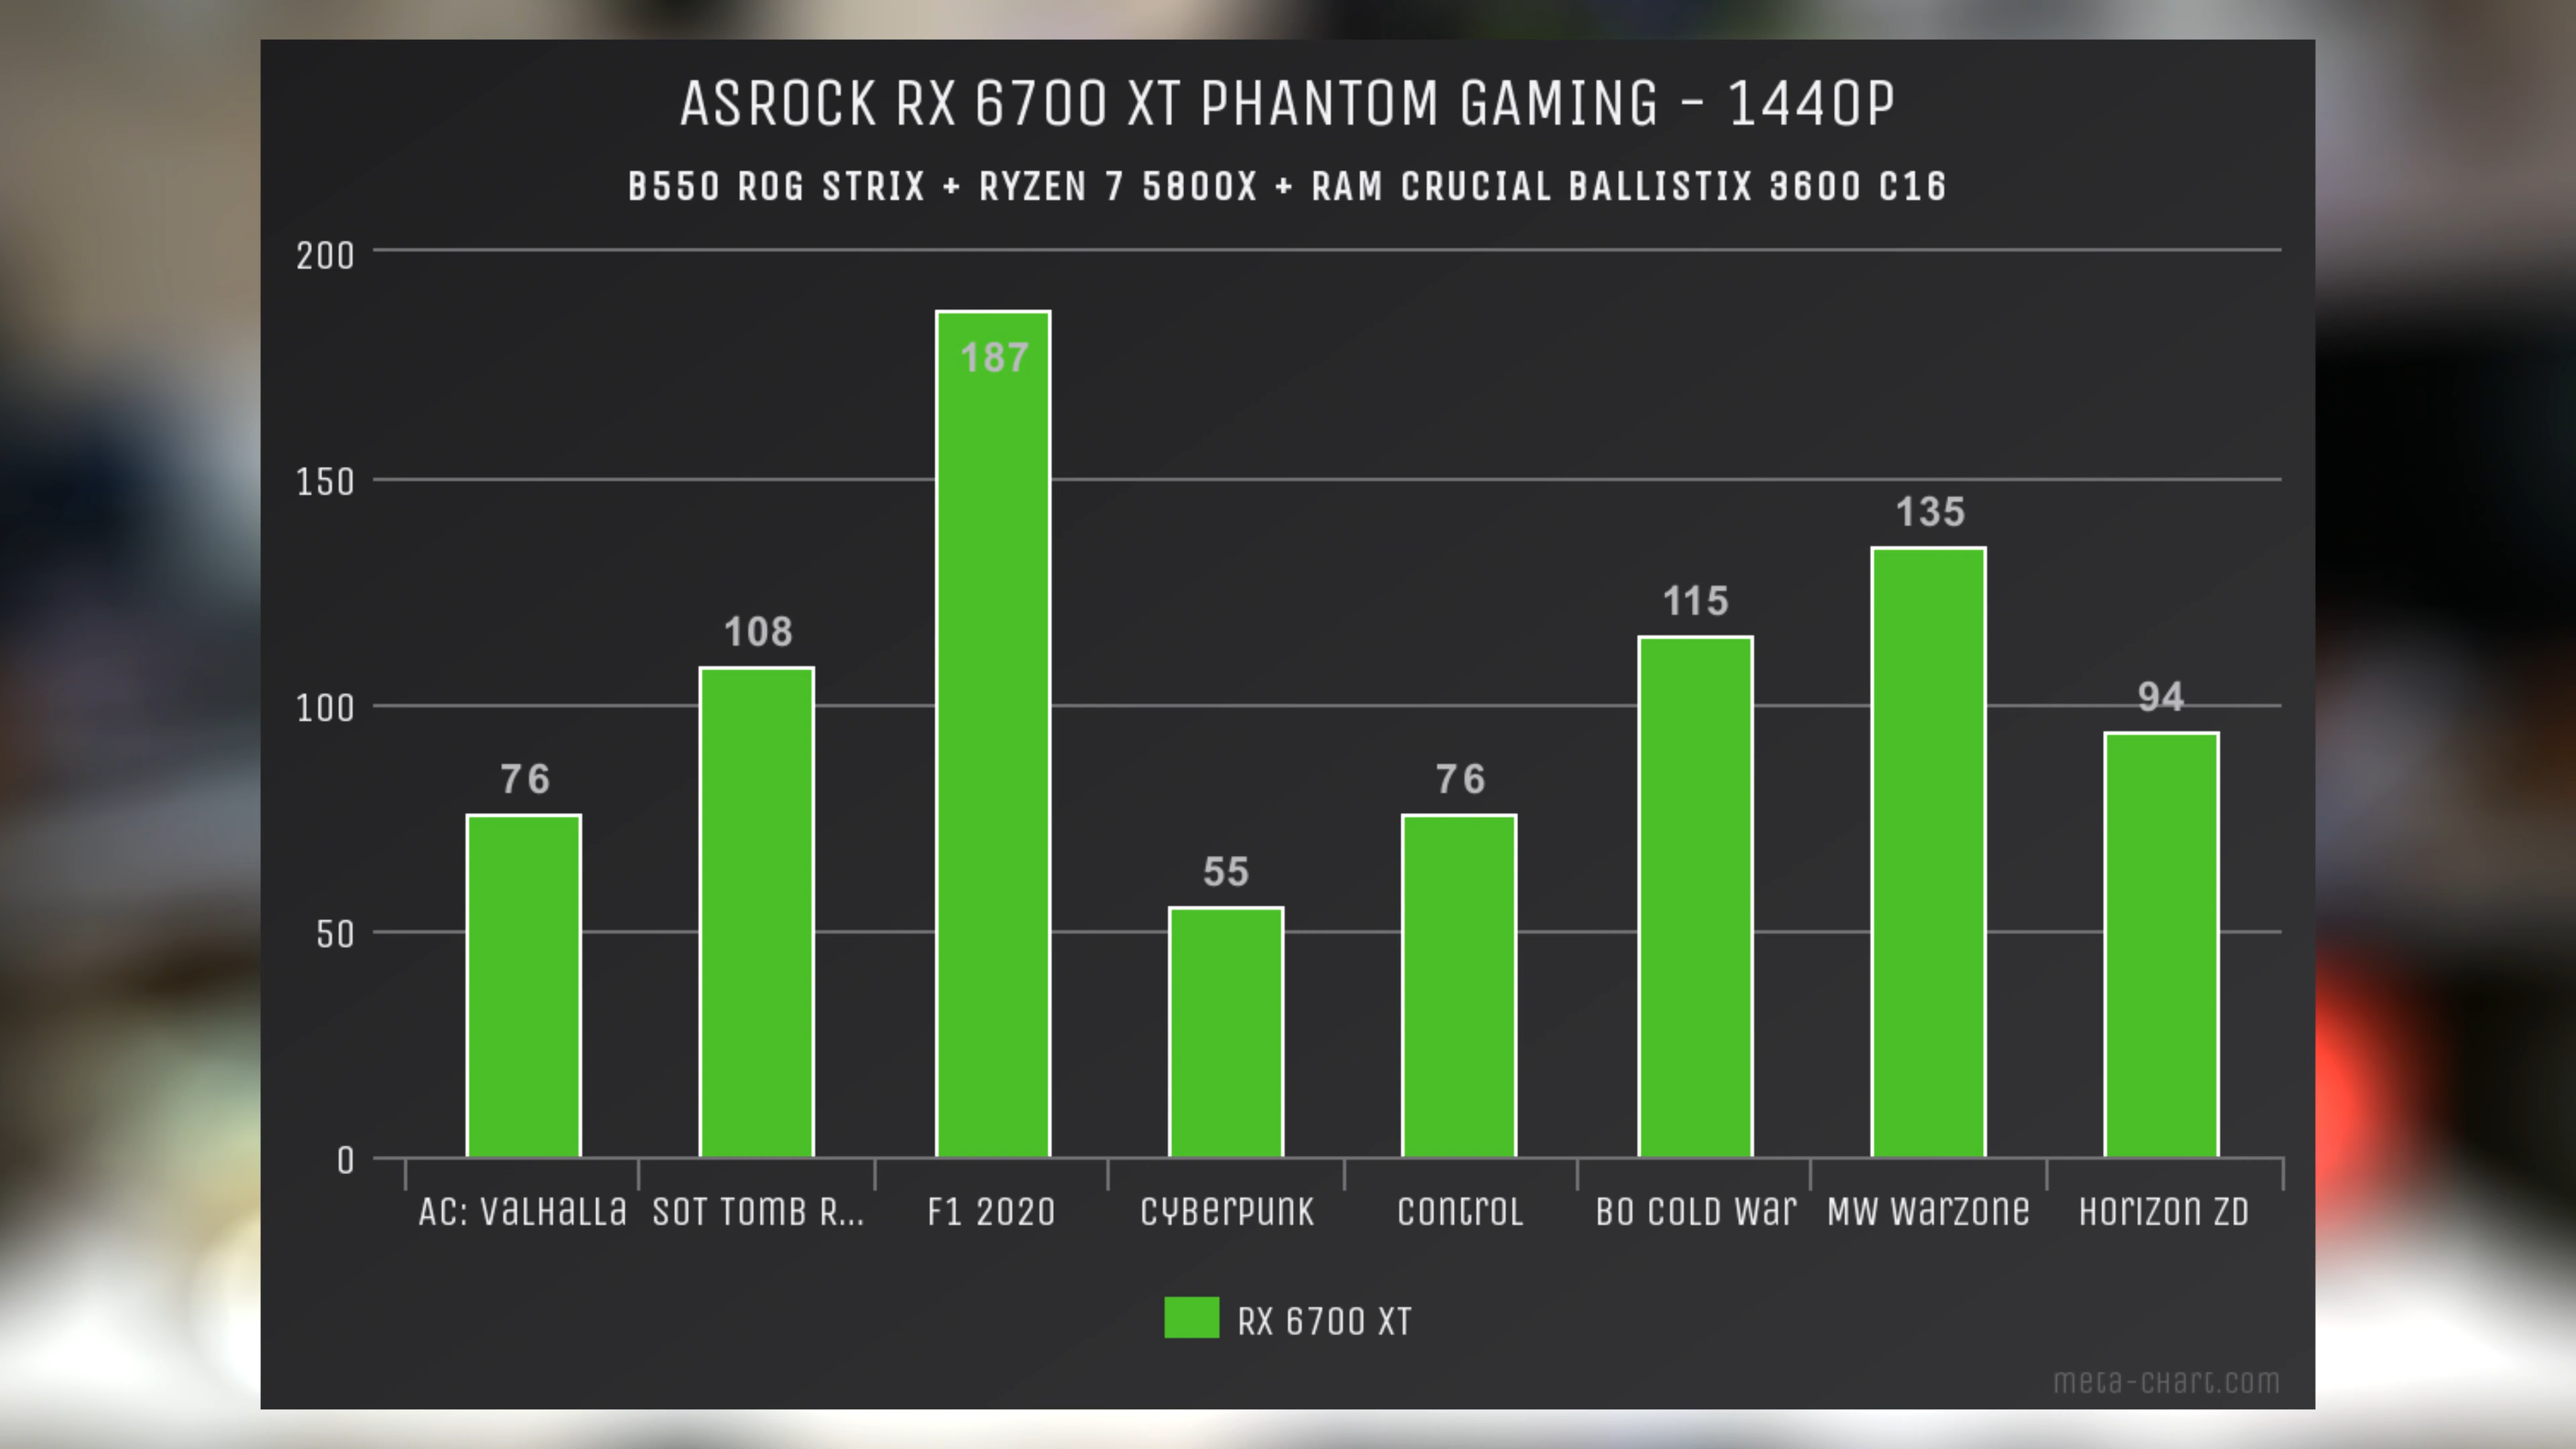 ASROCK RX 6700 XT PHANTOM GAMING - 1440P
B550 ROG STRIX + RYZEN 7 5800X + RAM CRUCIAL BALLISTIX 3600 C16
200
150
100
50
0
76
108
187
55
76
115
135
94
AC: Valhalla
SOT Tomb R...
F1 2020
Cyberpunk
Control
BO Cold War
MW Warzone
Horizon ZD
RX 6700 XT
meta-chart.com